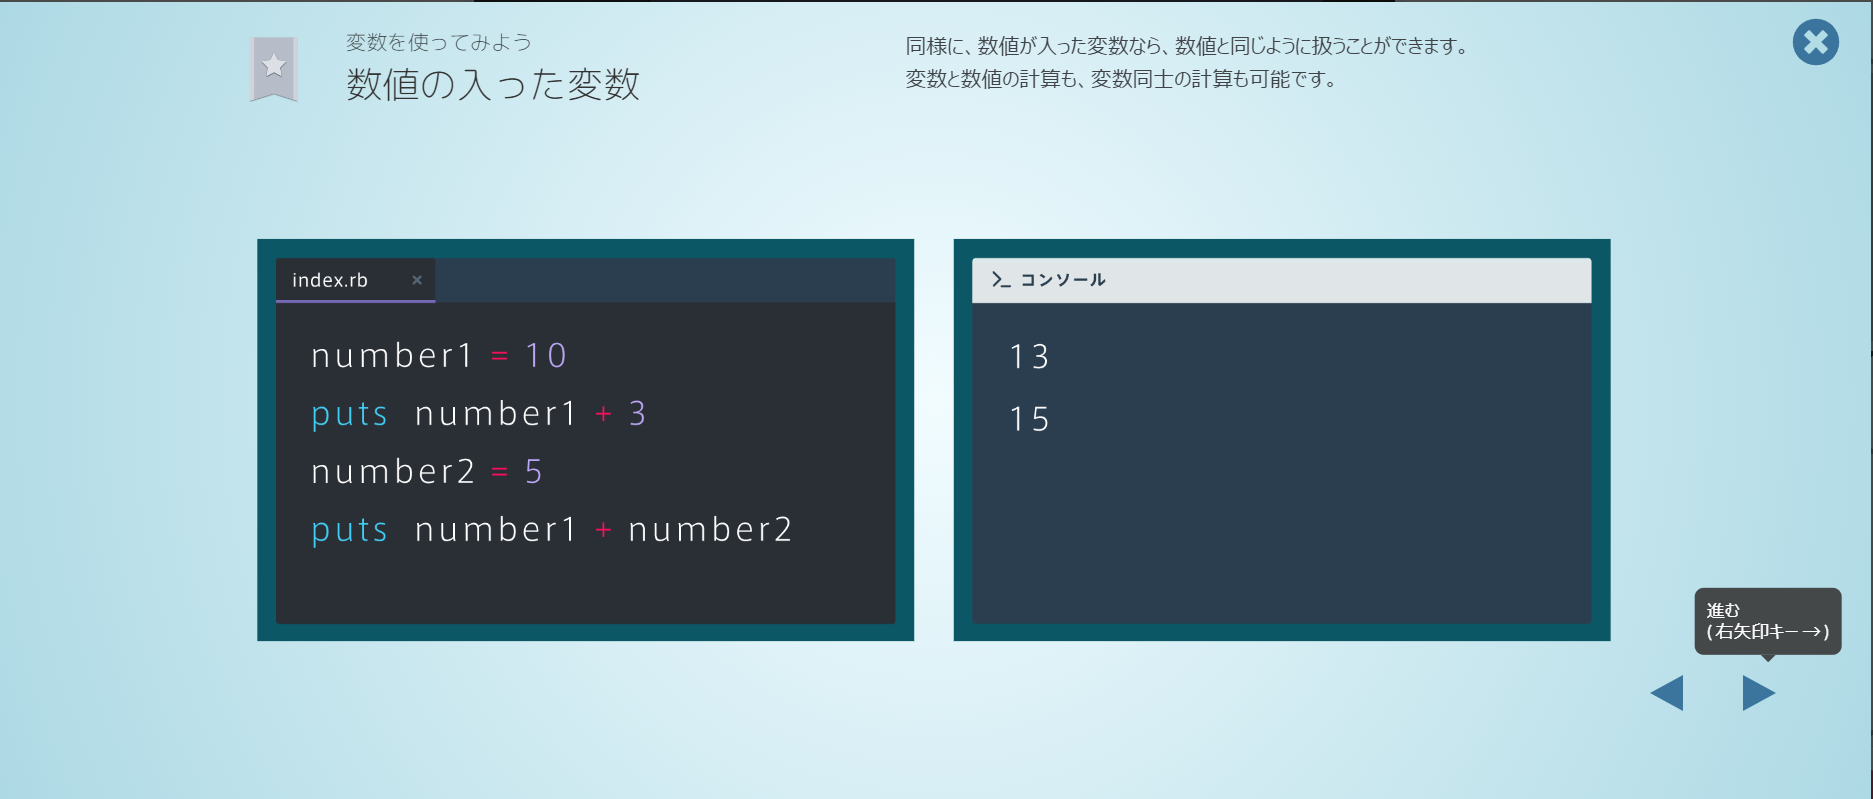 変数を使ってみよう
数値の入った変数
同様に、数値が入った変数なら、数値と同じように扱うことができます。
変数と数値の計算も、変数同士の計算も可能です。
index.rb ×
number1 = 10
puts number1 + 3
number2 = 5
puts number1 + number2
>_ コンソール
13
15
進む
(右矢印キー→)